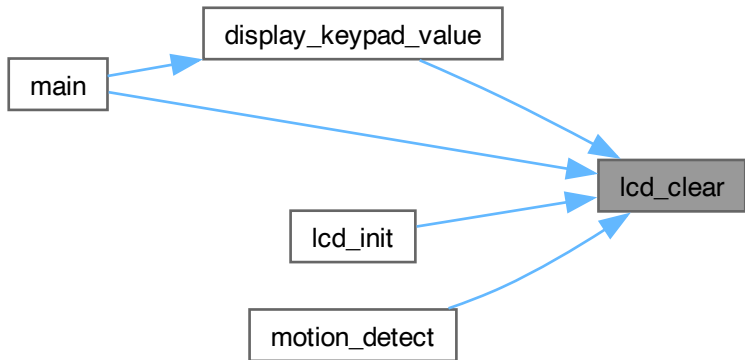 display_keypad_value
main
lcd_clear
lcd_init
motion_detect